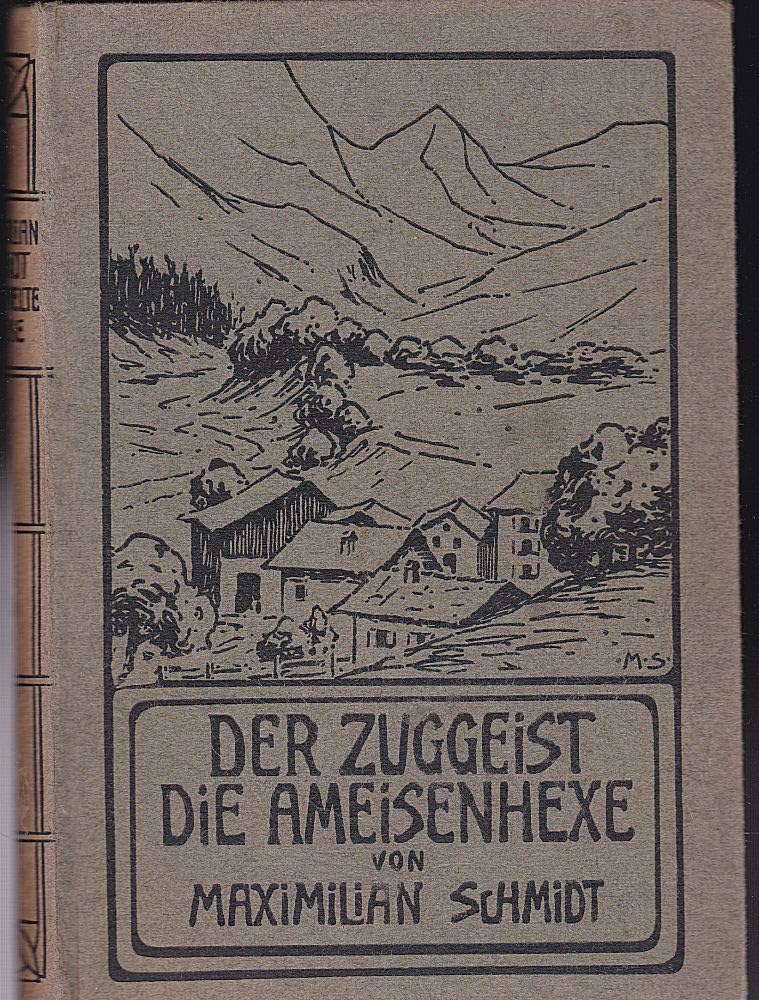 DER ZUGGEiST
DiE AMEiSENHEXE
VON
MAXiMiLiAN SCHMiDT
M.S.